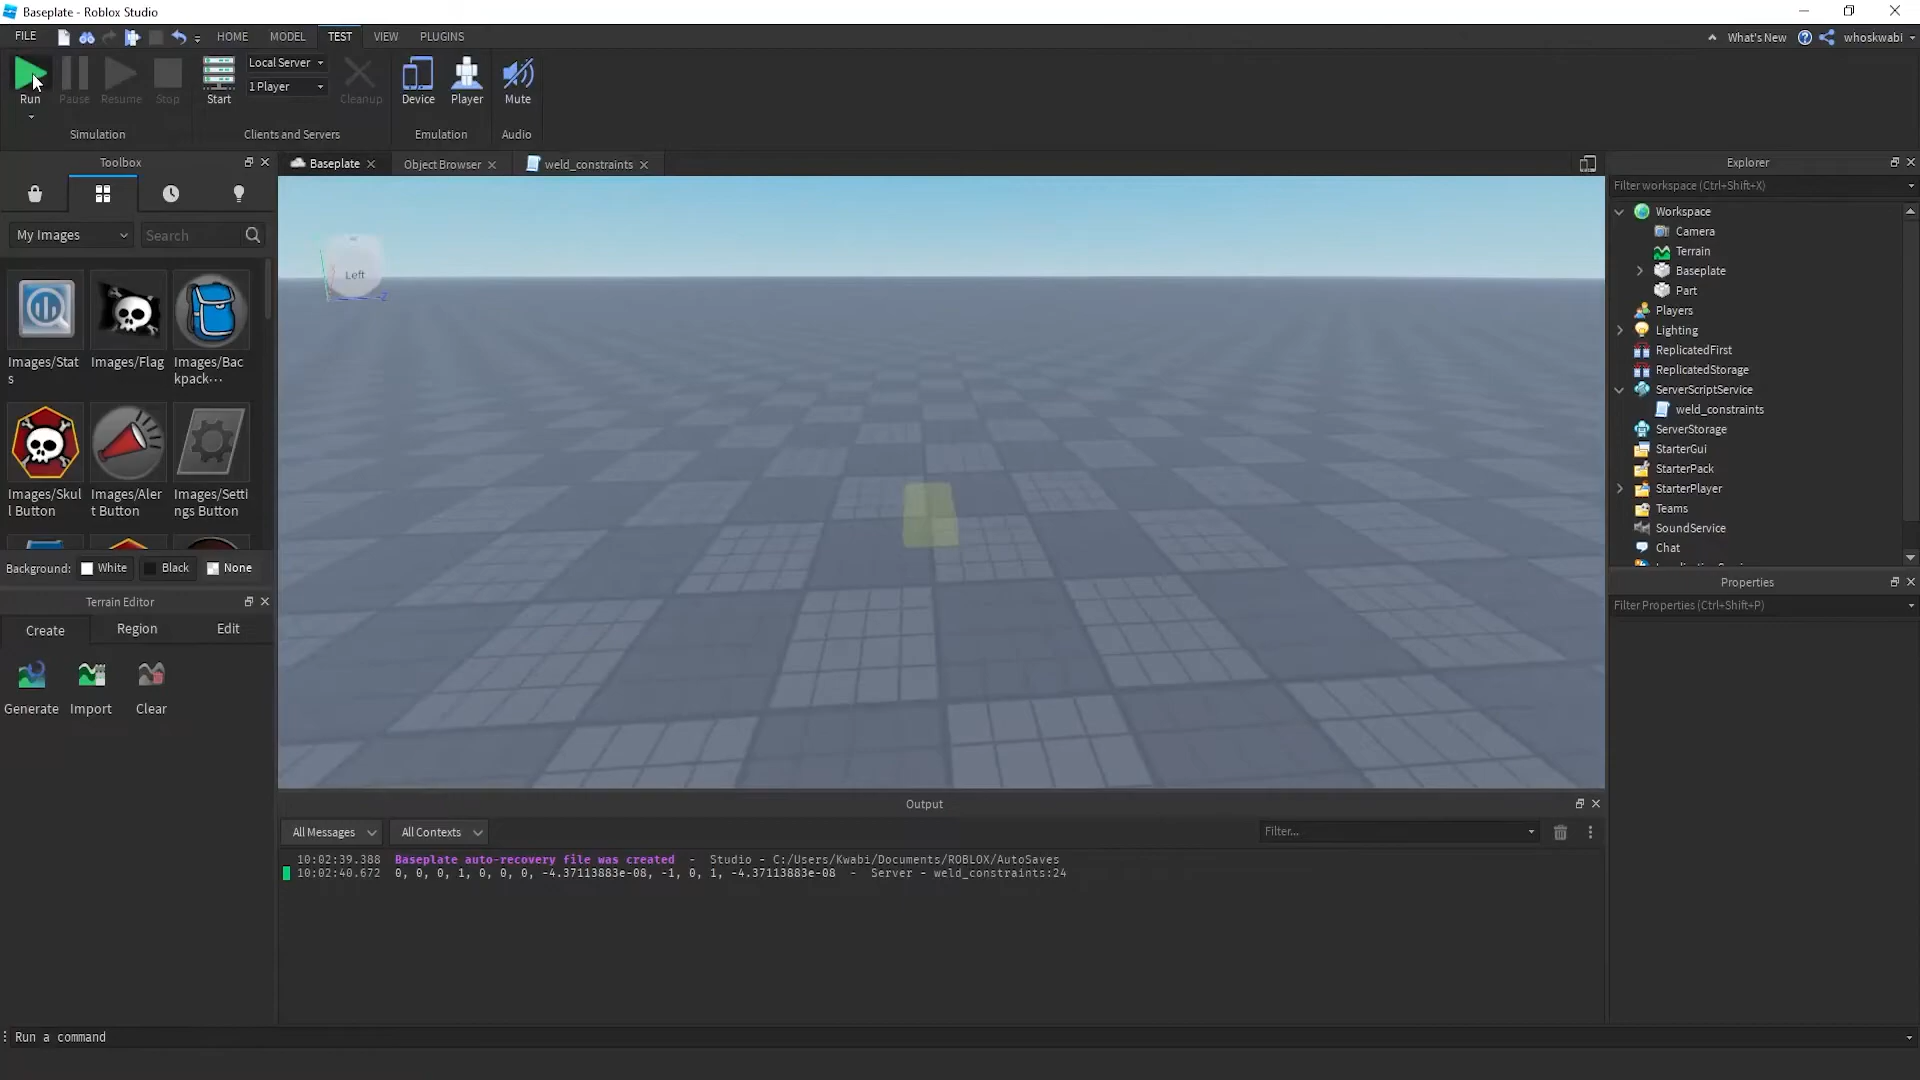 Baseplate - Roblox Studio
FILE HOME MODEL TEST VIEW PLUGINS What's New whoskwabi
Run Pause Resume Stop Start Local Server 1 Player Cleanup Device Player Mute
Simulation Clients and Servers Emulation Audio
Toolbox
My Images Search
Images/Stat
s
Images/Flag
Images/Bac
kpack···
Images/Skul
l Button
Images/Aler
t Button
Images/Setti
ngs Button
Background: White Black None
Terrain Editor
Create Region Edit
Generate Import Clear
Baseplate Object Browser weld_constraints
Left
Z
Output
All Messages All Contexts Filter...
10:02:39.388 Baseplate auto-recovery file was created - Studio - C:/Users/Kwabi/Documents/ROBLOX/AutoSaves
10:02:40.672 0, 0, 0, 1, 0, 0, 0, -4.37113883e-08, -1, 0, 1, -4.37113883e-08 - Server - weld_constraints:24
Explorer
Filter workspace (Ctrl+Shift+X)
Workspace
Camera
Terrain
Baseplate
Part
Players
Lighting
ReplicatedFirst
ReplicatedStorage
ServerScriptService
weld_constraints
ServerStorage
StarterGui
StarterPack
StarterPlayer
Teams
SoundService
Chat
Properties
Filter Properties (Ctrl+Shift+P)
Run a command